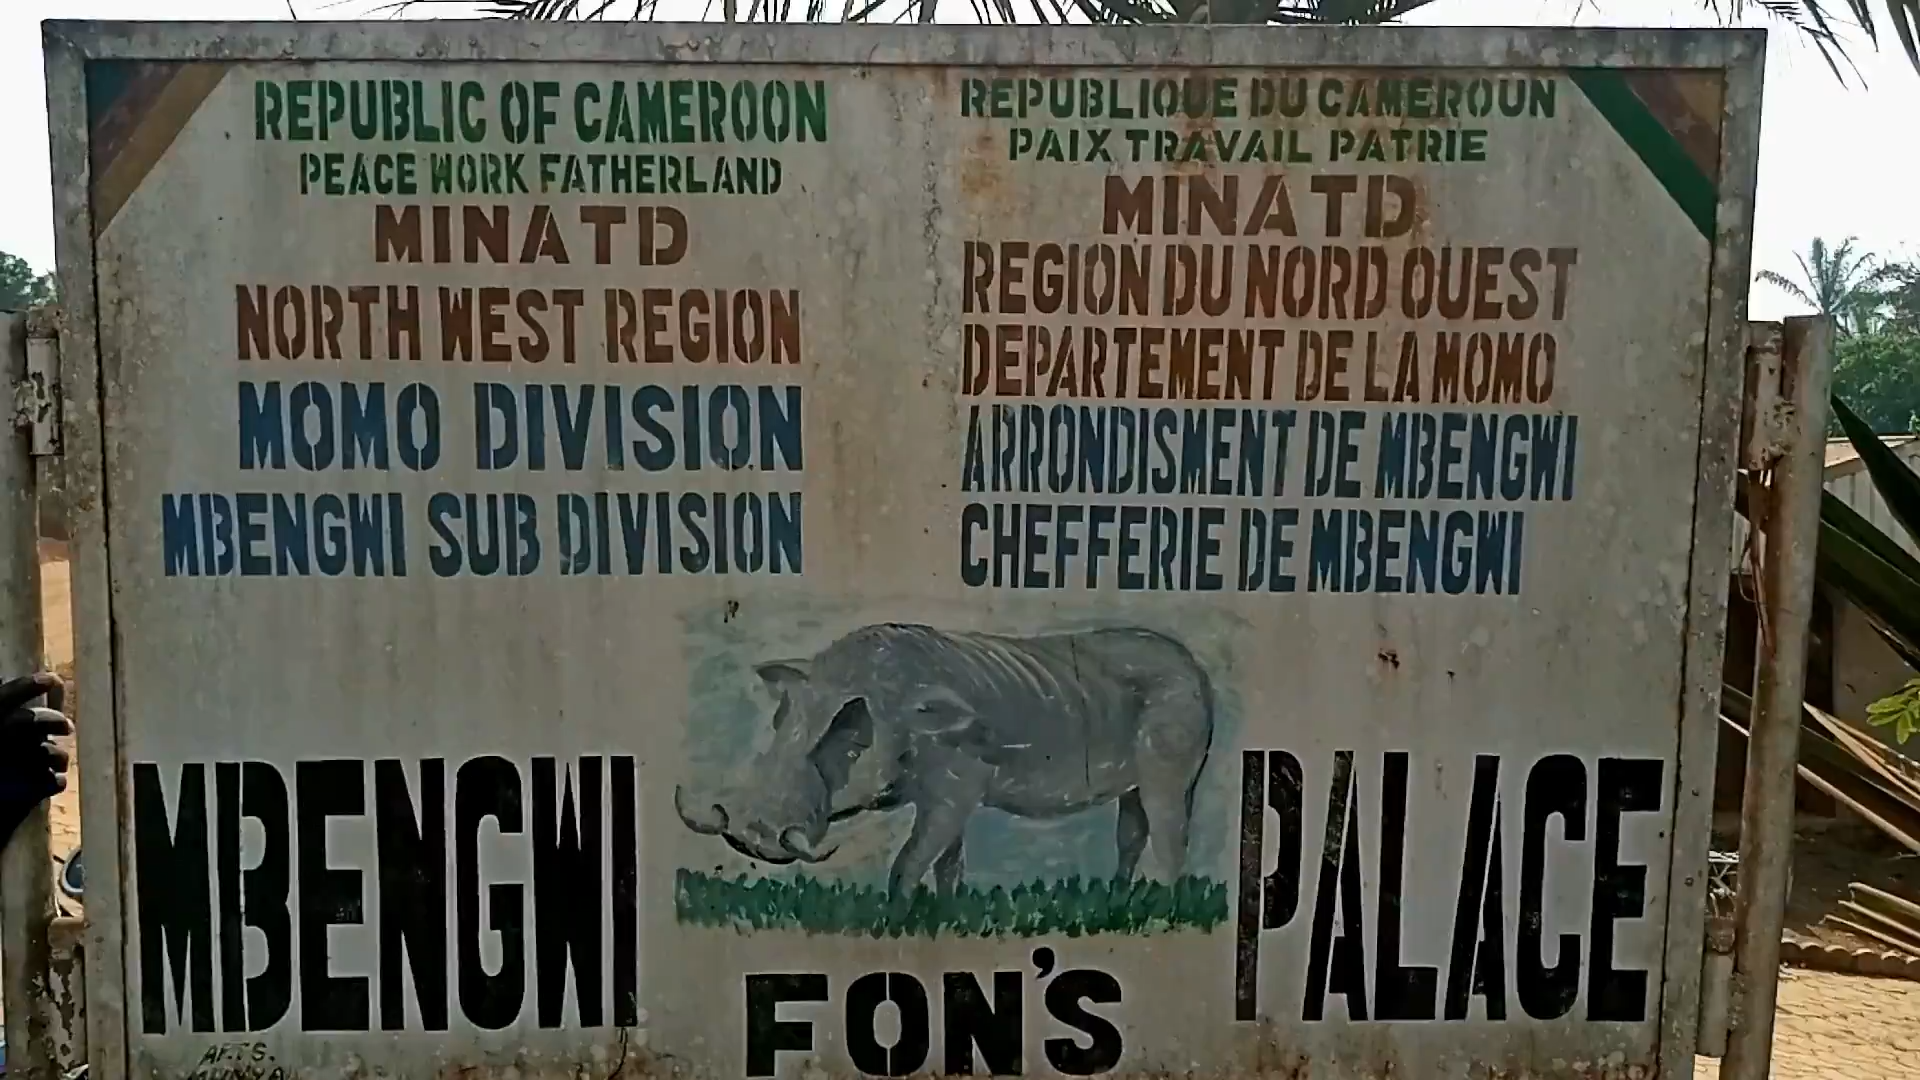 REPUBLIC OF CAMEROON
PEACE WORK FATHERLAND
MINATD
NORTH WEST REGION
MOMO DIVISION
MBENGWI SUB DIVISION
REPUBLIQUE DU CAMEROUN
PAIX TRAVAIL PATRIE
MINATD
REGION DU NORD OUEST
DEPARTEMENT DE LA MOMO
ARRONDISMENT DE MBENGWI
CHEFFERIE DE MBENGWI
MBENGWI
FON'S
PALACE